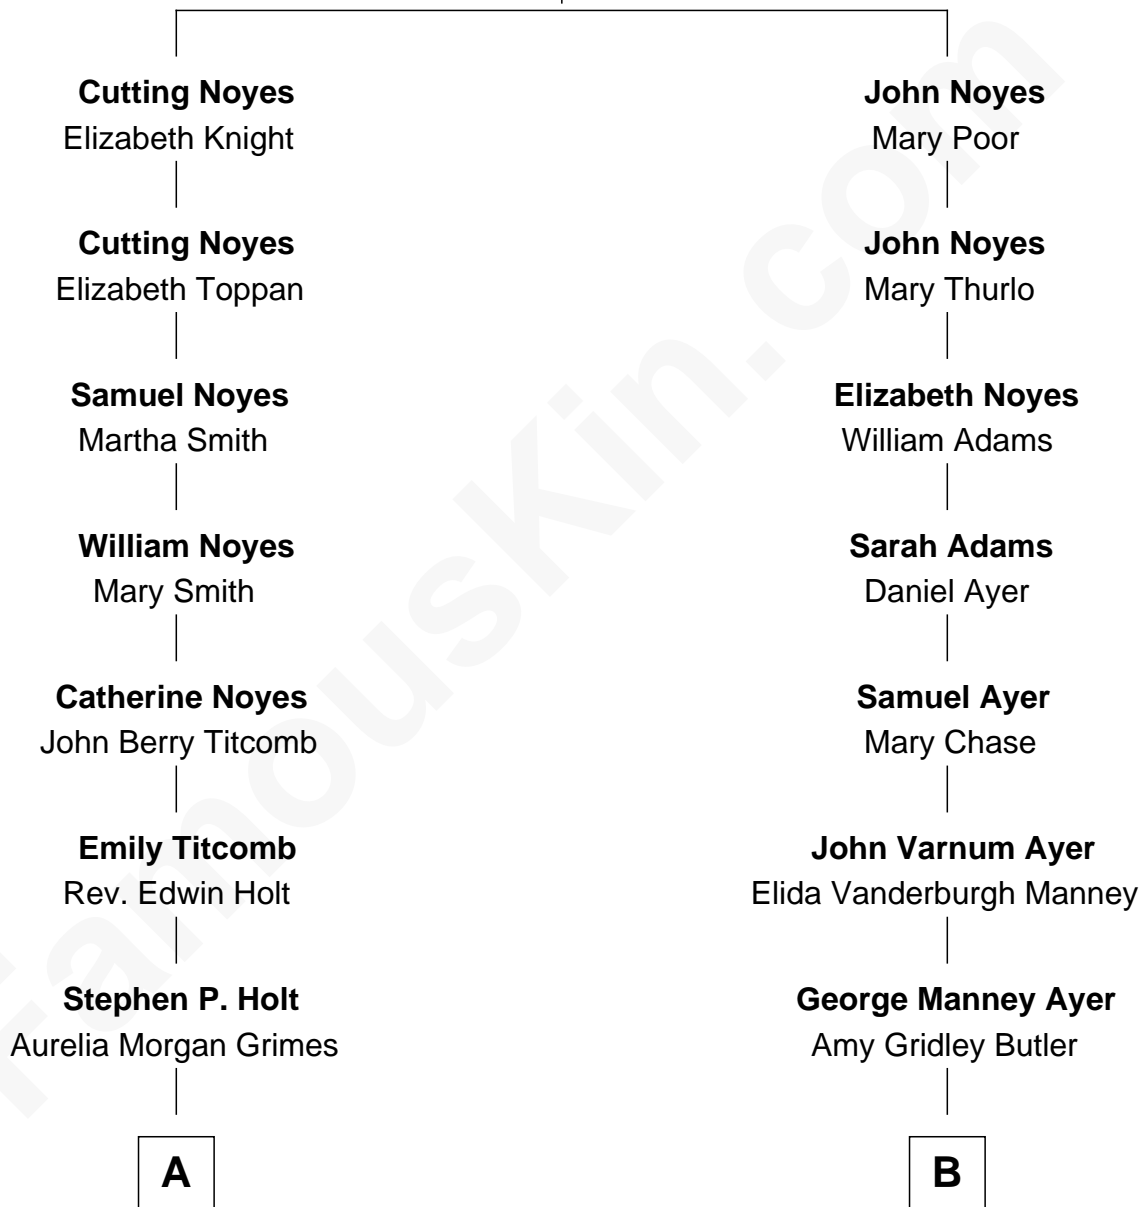 Cutting Noyes
Elizabeth Knight
Cutting Noyes
Elizabeth Toppan
Samuel Noyes
Martha Smith
William Noyes
Mary Smith
Catherine Noyes
John Berry Titcomb
Emily Titcomb
Rev. Edwin Holt
Stephen P. Holt
Aurelia Morgan Grimes
A
John Noyes
Mary Poor
John Noyes
Mary Thurlo
Elizabeth Noyes
William Adams
Sarah Adams
Daniel Ayer
Samuel Ayer
Mary Chase
John Varnum Ayer
Elida Vanderburgh Manney
George Manney Ayer
Amy Gridley Butler
B
FamousKin.com